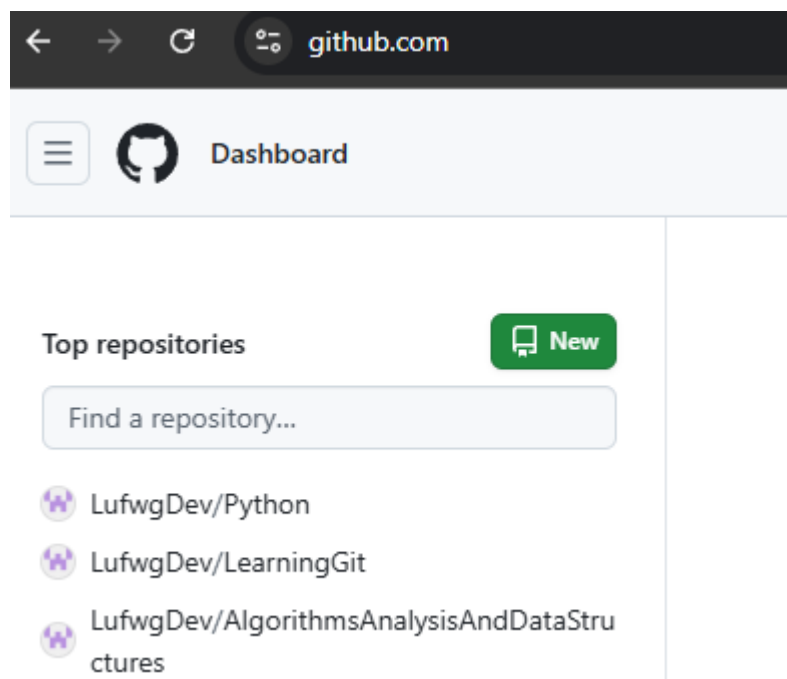 github.com
Dashboard
Top repositories
New
Find a repository...
LufwgDev/Python
LufwgDev/LearningGit
LufwgDev/AlgorithmsAnalysisAndDataStru
ctures